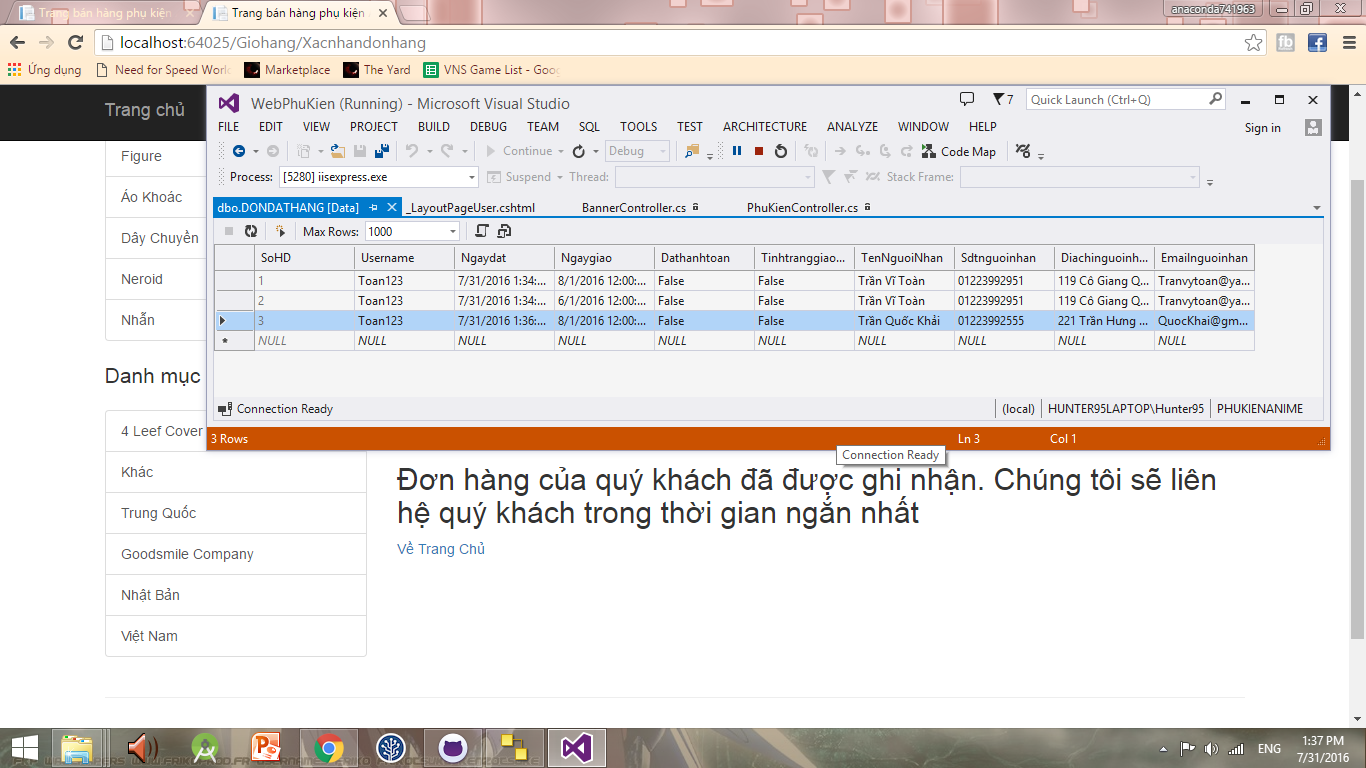 Trang bán hàng phụ kiện
Trang bán hàng phụ kiện
anaconda741963
localhost:64025/Giohang/Xacnhandonhang
Ứng dụng
Need for Speed Worl
Marketplace
The Yard
VNS Game List - Goo
Trang chủ
WebPhuKien (Running) - Microsoft Visual Studio
7
Quick Launch (Ctrl+Q)
FILE EDIT VIEW PROJECT BUILD DEBUG TEAM SQL TOOLS TEST ARCHITECTURE ANALYZE WINDOW HELP
Sign in
Continue Debug Code Map
Process: [5280] iisexpress.exe Suspend Thread: Stack Frame:
dbo.DONDATHANG [Data] _LayoutPageUser.cshtml BannerController.cs PhuKienController.cs
Max Rows: 1000
SoHD Username Ngaydat Ngaygiao Dathanhtoan Tinhtranggiao... TenNguoiNhan Sdtnguoinhan Diachinguoinh... Emailnguoinhan
1 Toan123 7/31/2016 1:34:... 8/1/2016 12:00:... False False Trần Vĩ Toàn 01223992951 119 Cô Giang Q... Tranvytoan@ya...
2 Toan123 7/31/2016 1:34:... 6/1/2016 12:00:... False False Trần Vĩ Toàn 01223992951 119 Cô Giang Q... Tranvytoan@ya...
3 Toan123 7/31/2016 1:36:... 8/1/2016 12:00:... False False Trần Quốc Khải 01223992555 221 Trần Hưng ... QuocKhai@gm...
NULL NULL NULL NULL NULL NULL NULL NULL NULL NULL
Connection Ready
(local) HUNTER95LAPTOP\Hunter95 PHUKIENANIME
3 Rows Ln 3 Col 1
Connection Ready
Figure
Áo Khoác
Dây Chuyền
Neroid
Nhẫn
Danh mục
4 Leef Cover
Khác
Trung Quốc
Goodsmile Company
Nhật Bản
Việt Nam
Đơn hàng của quý khách đã được ghi nhận. Chúng tôi sẽ liên
hệ quý khách trong thời gian ngắn nhất
Về Trang Chủ
ENG
1:37 PM
7/31/2016